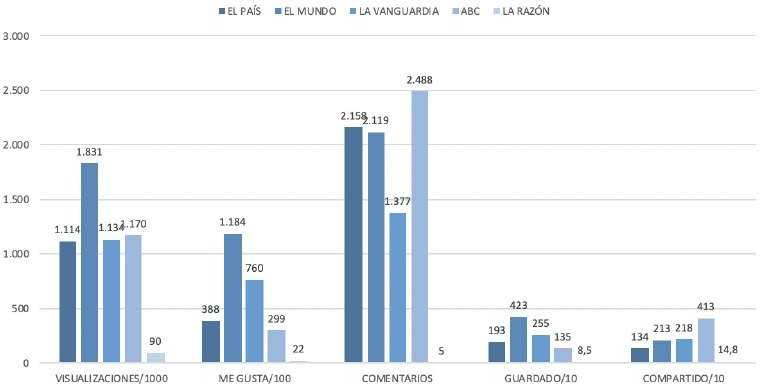 EL PAÍS EL MUNDO LA VANGUARDIA ABC LA RAZÓN
3.000
2.500
2.000
1.500
1.000
500
0
1.114 1.831 1.134 1.170 90
388 1.184 760 299 22
2.158 2.119 1.377 2.488 5
193 423 255 135 8,5
134 213 218 413 14,8
VISUALIZACIONES/1000 ME GUSTA/100 COMENTARIOS GUARDADO/10 COMPARTIDO/10